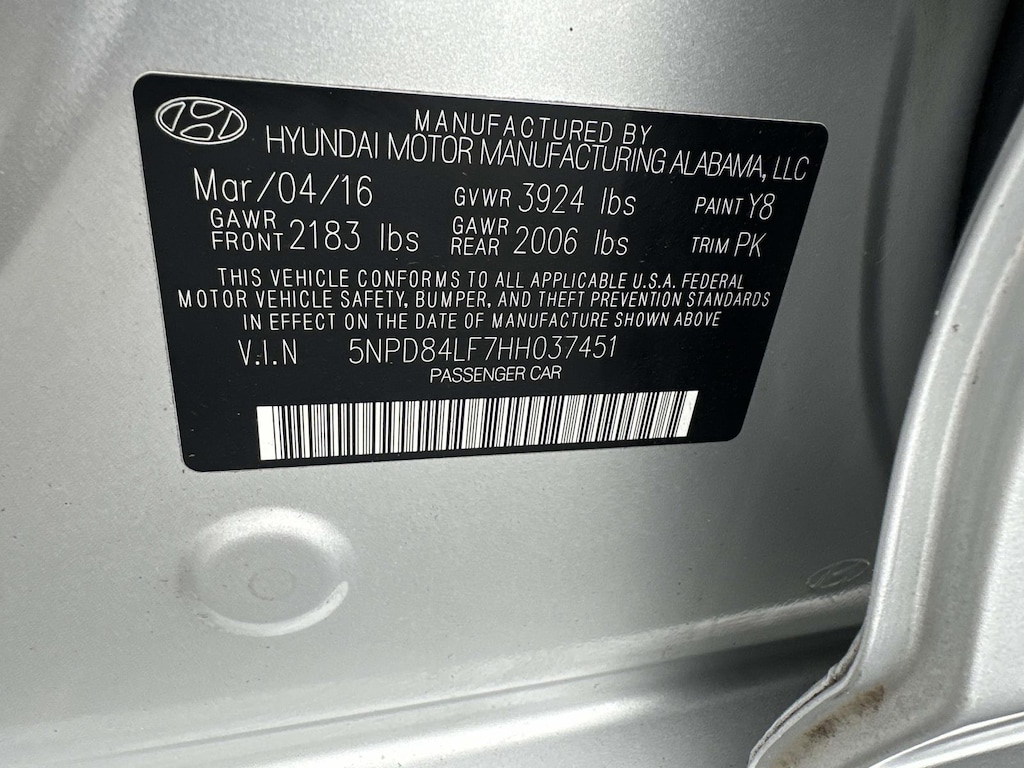 MANUFACTURED BY
HYUNDAI MOTOR MANUFACTURING ALABAMA, LLC
Mar/04/16 GVWR 3924 lbs PAINT Y8
GAWR FRONT 2183 lbs GAWR REAR 2006 lbs TRIM PK
THIS VEHICLE CONFORMS TO ALL APPLICABLE U.S.A. FEDERAL
MOTOR VEHICLE SAFETY, BUMPER, AND THEFT PREVENTION STANDARDS
IN EFFECT ON THE DATE OF MANUFACTURE SHOWN ABOVE
V.I.N 5NPD84LF7HH037451
PASSENGER CAR